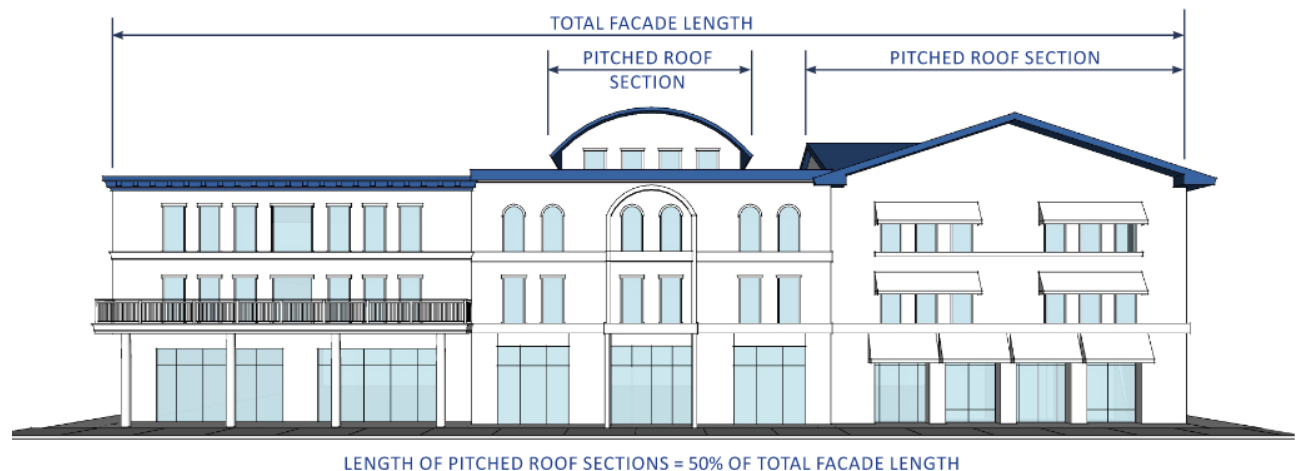 TOTAL FACADE LENGTH
PITCHED ROOF
SECTION
PITCHED ROOF SECTION
LENGTH OF PITCHED ROOF SECTIONS = 50% OF TOTAL FACADE LENGTH